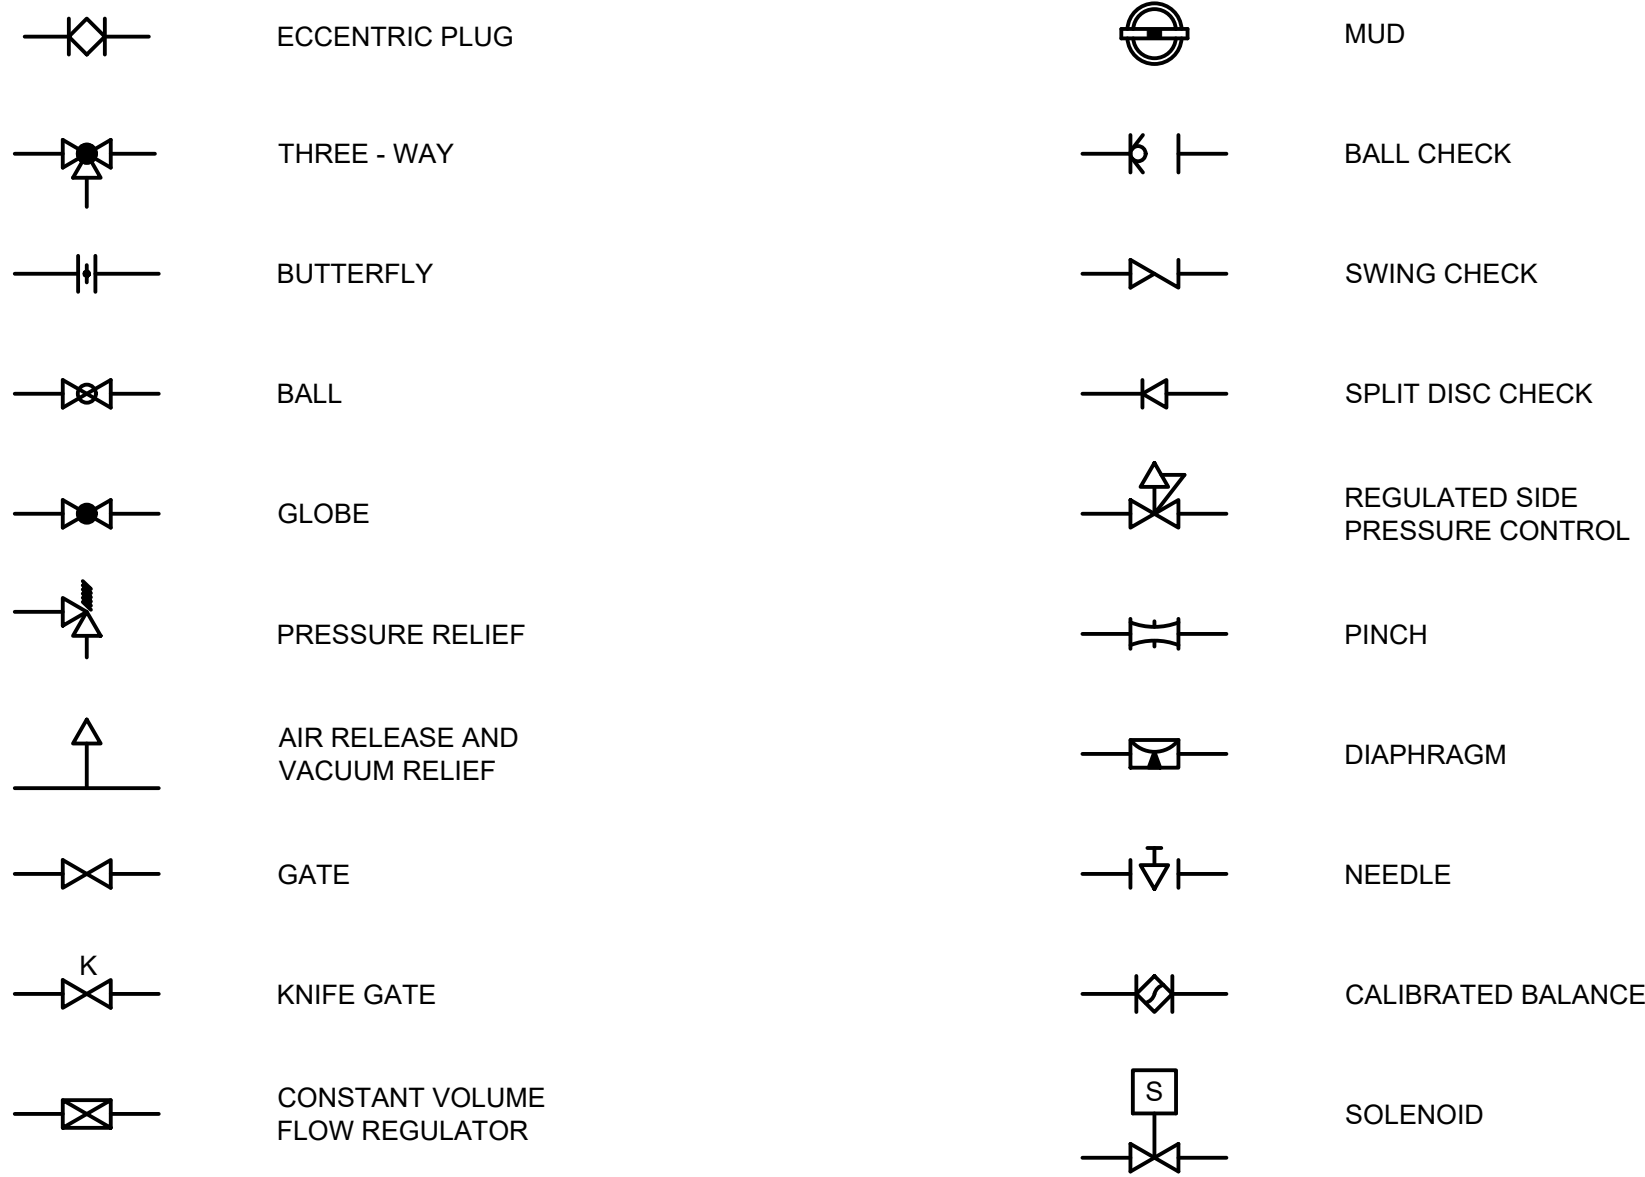 ECCENTRIC PLUG
THREE - WAY
BUTTERFLY
BALL
GLOBE
PRESSURE RELIEF
AIR RELEASE AND
VACUUM RELIEF
GATE
K
KNIFE GATE
CONSTANT VOLUME
FLOW REGULATOR
MUD
BALL CHECK
SWING CHECK
SPLIT DISC CHECK
REGULATED SIDE
PRESSURE CONTROL
PINCH
DIAPHRAGM
NEEDLE
CALIBRATED BALANCE
S
SOLENOID